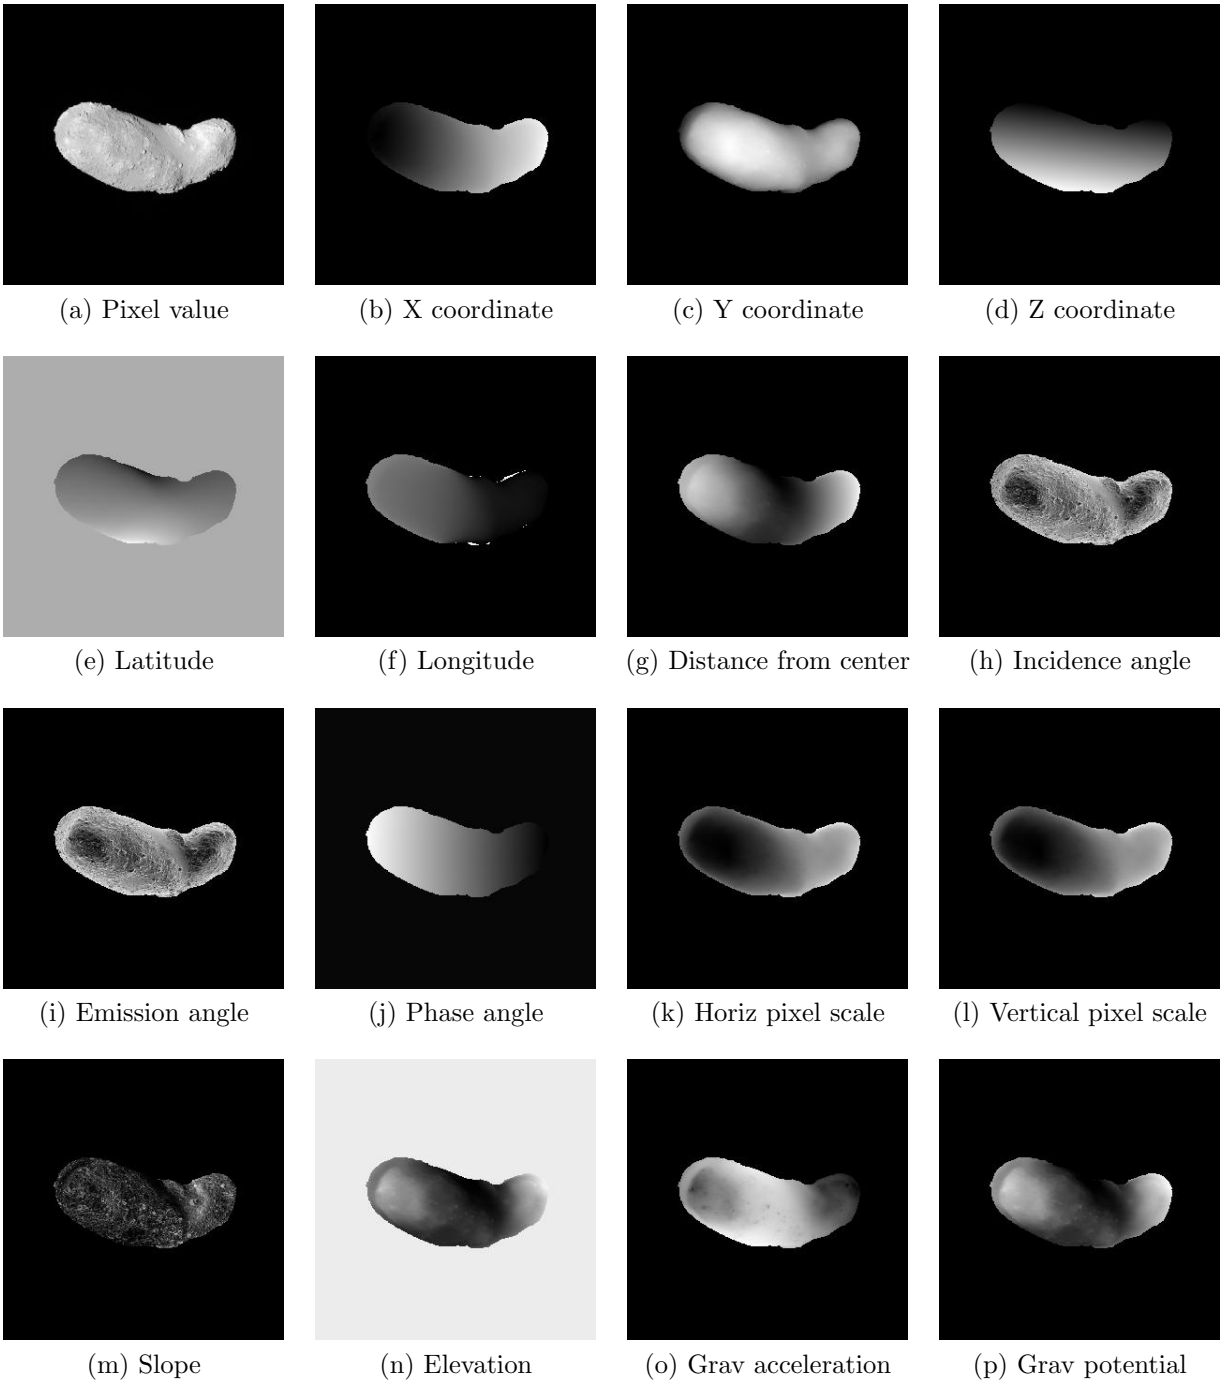 (a) Pixel value
(b) X coordinate
(c) Y coordinate
(d) Z coordinate
(e) Latitude
(f) Longitude
(g) Distance from center
(h) Incidence angle
(i) Emission angle
(j) Phase angle
(k) Horiz pixel scale
(l) Vertical pixel scale
(m) Slope
(n) Elevation
(o) Grav acceleration
(p) Grav potential